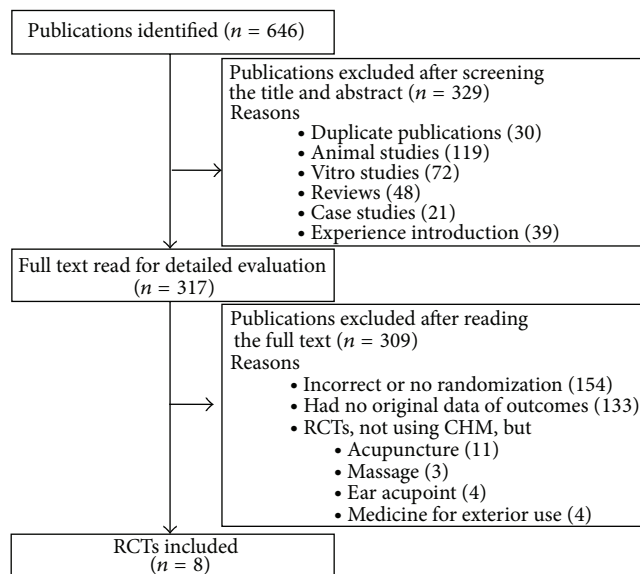 Publications identified (n = 646)
Publications excluded after screening
the title and abstract (n = 329)
Reasons
• Duplicate publications (30)
• Animal studies (119)
• Vitro studies (72)
• Reviews (48)
• Case studies (21)
• Experience introduction (39)
Full text read for detailed evaluation
(n = 317)
Publications excluded after reading
the full text (n = 309)
Reasons
• Incorrect or no randomization (154)
• Had no original data of outcomes (133)
• RCTs, not using CHM, but
• Acupuncture (11)
• Massage (3)
• Ear acupoint (4)
• Medicine for exterior use (4)
RCTs included
(n = 8)